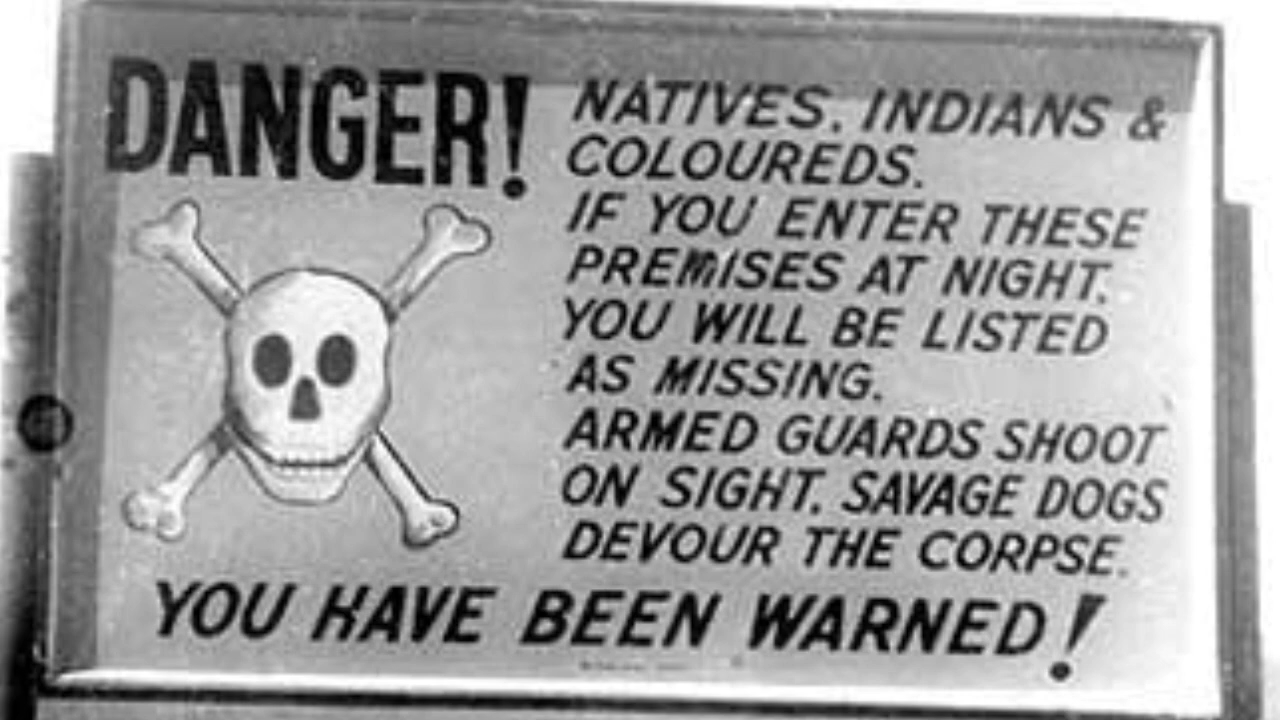 DANGER!
NATIVES, INDIANS &
COLOUREDS.
IF YOU ENTER THESE
PREMISES AT NIGHT,
YOU WILL BE LISTED
AS MISSING.
ARMED GUARDS SHOOT
ON SIGHT. SAVAGE DOGS
DEVOUR THE CORPSE.
YOU HAVE BEEN WARNED!